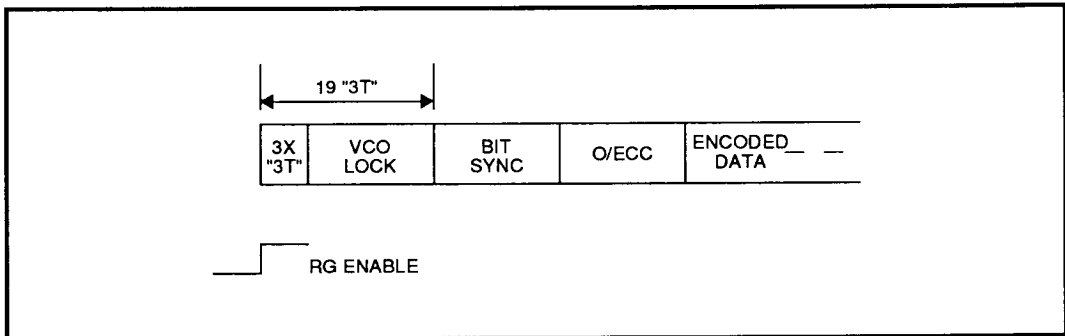 19 "3T"
3X
"3T"
VCO
LOCK
BIT
SYNC
O/ECC
ENCODED
DATA
RG ENABLE